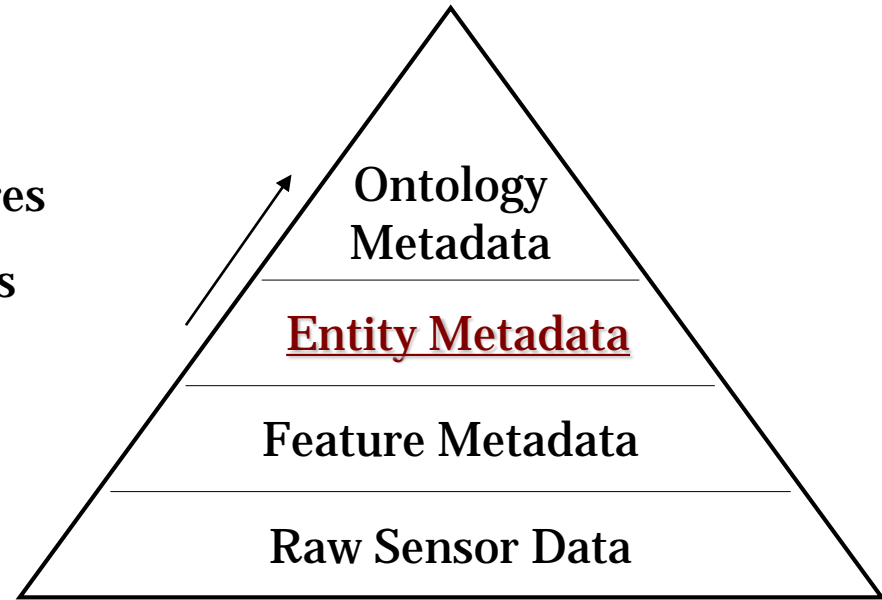 Ontology
Metadata
Entity Metadata
Feature Metadata
Raw Sensor Data